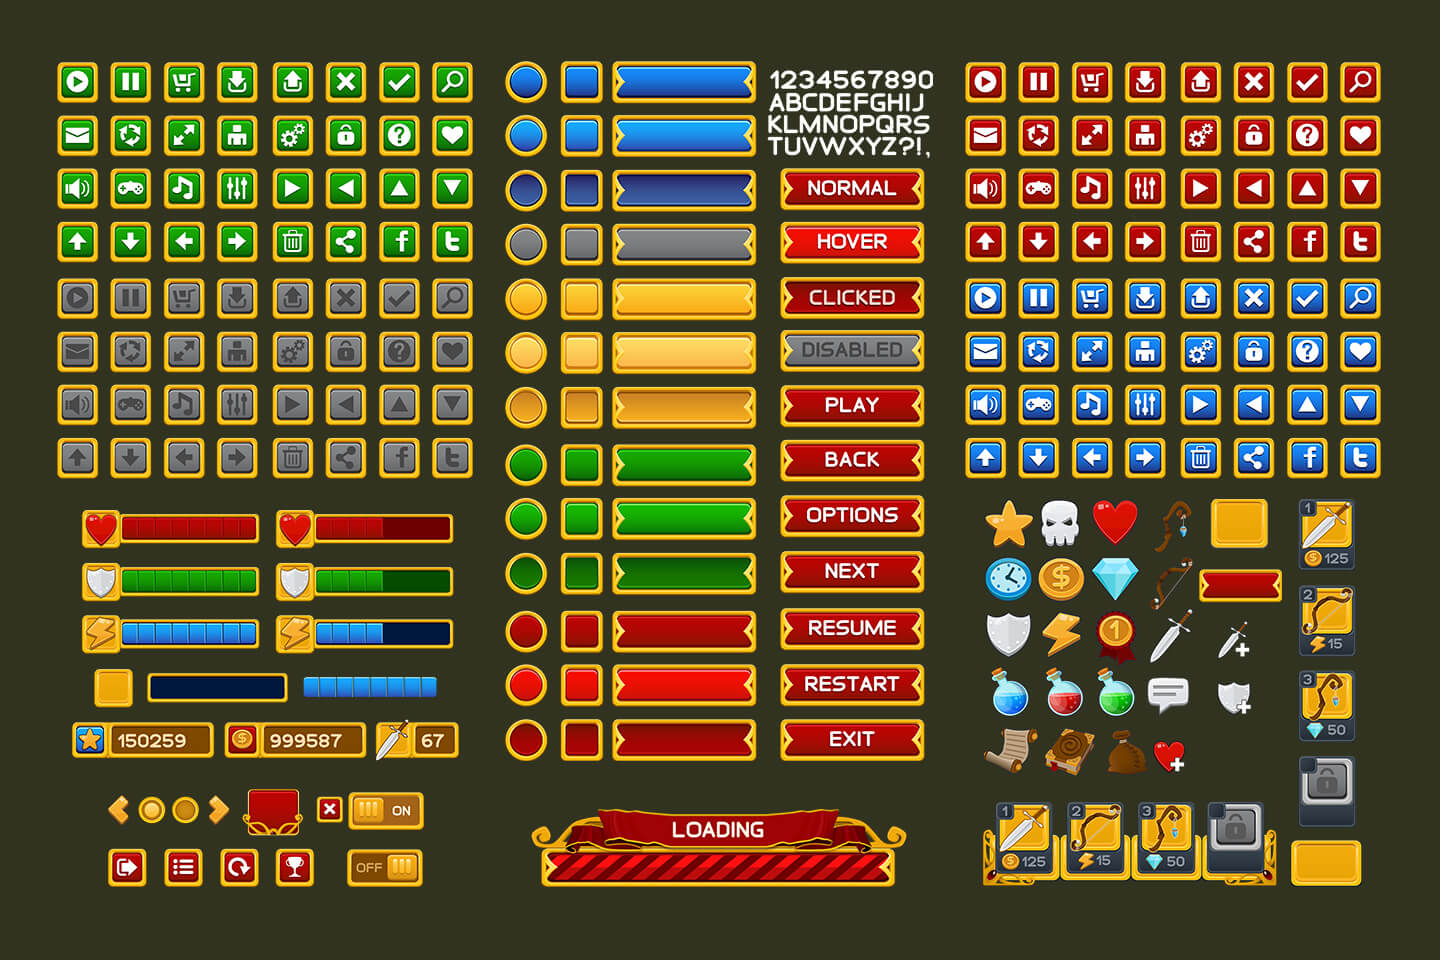 1234567890
ABCDEFGHIJ
KLMNOPQRS
TUVWXYZ?!,
NORMAL
HOVER
CLICKED
DISABLED
PLAY
BACK
OPTIONS
NEXT
RESUME
RESTART
EXIT
150259
999587
67
ON
OFF
LOADING
1
1
125
2
15
3
50
1
125
2
15
3
50